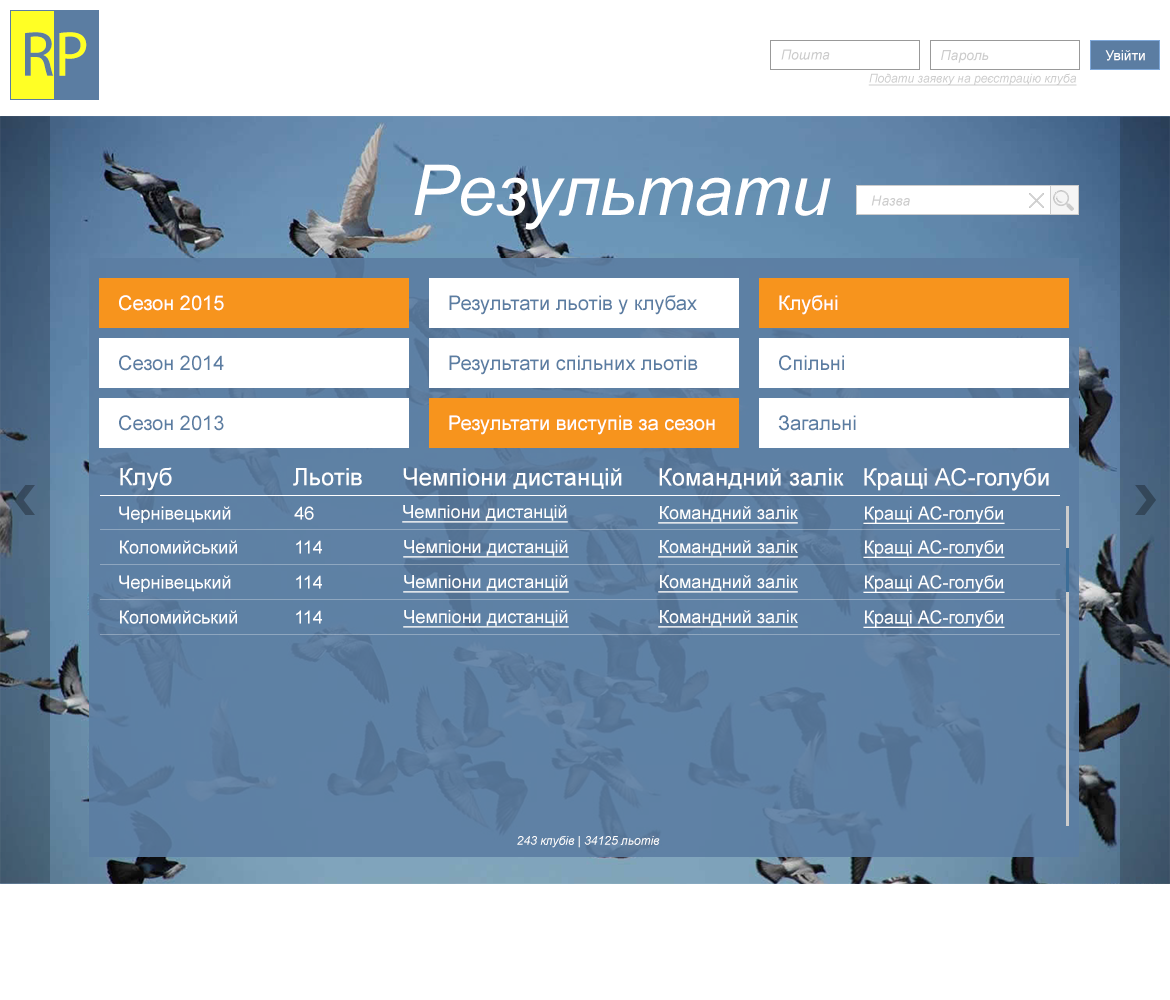 RP
Пошта
Пароль
Увійти
Подати заявку на реєстрацію клуба
Результати
Назва
Сезон 2015
Результати льотів у клубах
Клубні
Сезон 2014
Результати спільних льотів
Спільні
Сезон 2013
Результати виступів за сезон
Загальні
Клуб Льотів Чемпіони дистанцій Командний залік Кращі АС-голуби
Чернівецький 46 Чемпіони дистанцій Командний залік Кращі АС-голуби
Коломийський 114 Чемпіони дистанцій Командний залік Кращі АС-голуби
Чернівецький 114 Чемпіони дистанцій Командний залік Кращі АС-голуби
Коломийський 114 Чемпіони дистанцій Командний залік Кращі АС-голуби
243 клубів | 34125 льотів